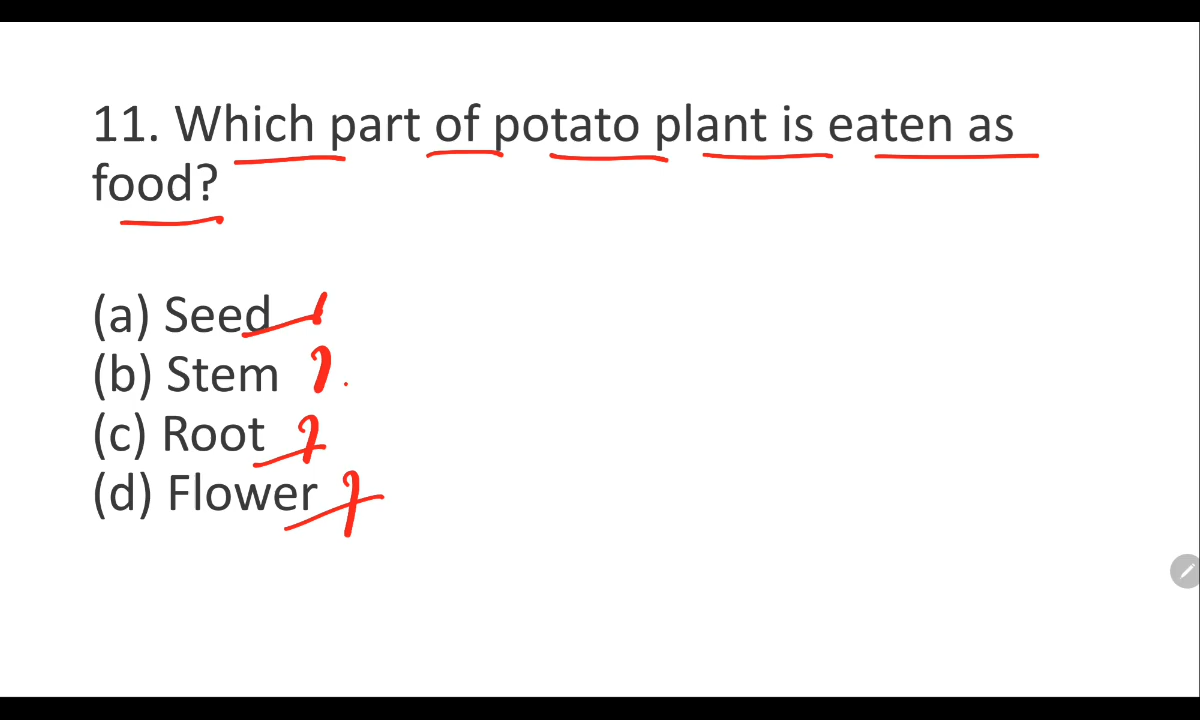 11. Which part of potato plant is eaten as
food?
(a) Seed
(b) Stem
(c) Root
(d) Flower